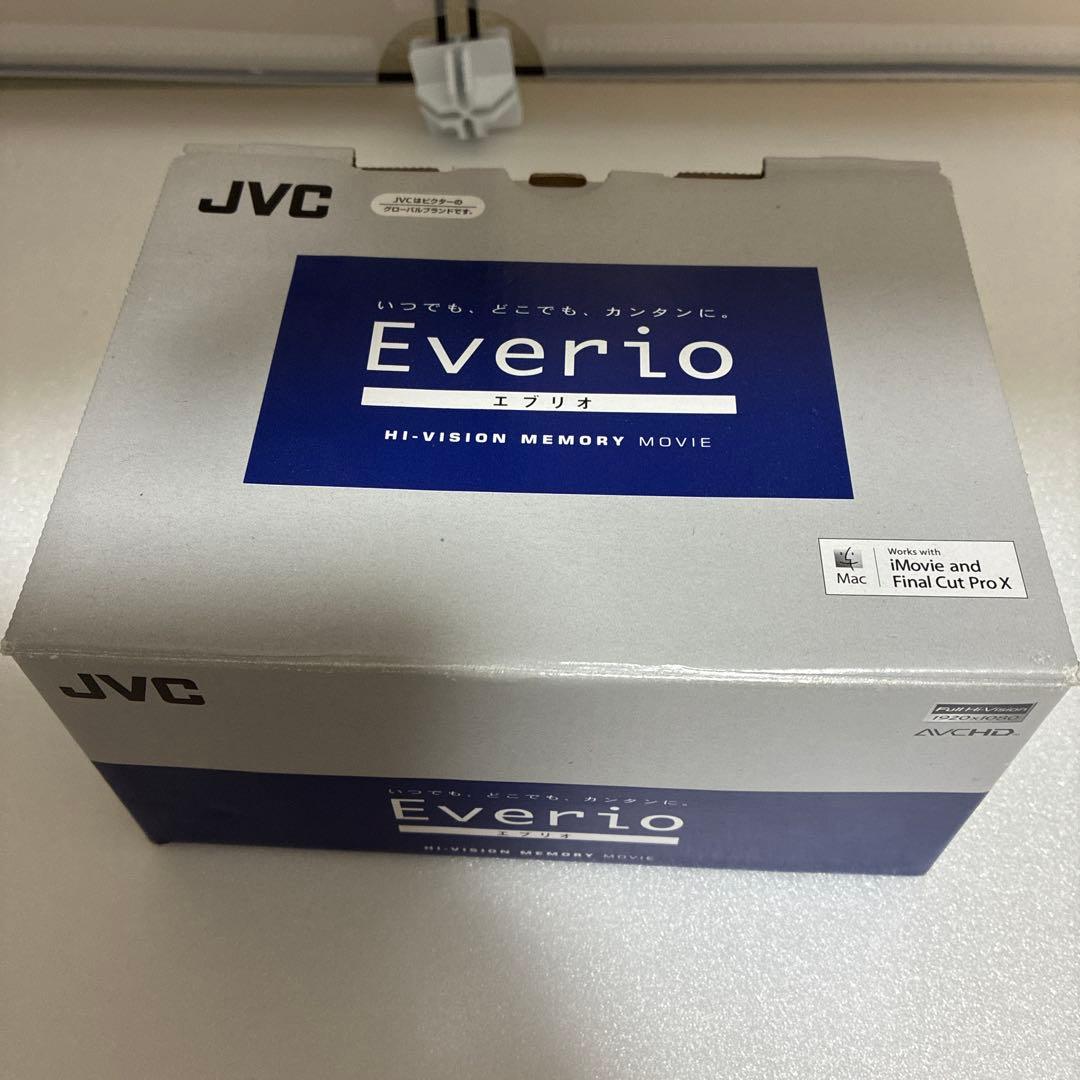 JVC
JVCはビクターの
グローバルブランドです。
いつでも、どこでも、カンタンに。
Everio
エブリオ
HI-VISION MEMORY MOVIE
Mac
Works with
iMovie and
Final Cut Pro X
JVC
Full Hi-Vision
1920x1080
AVCHD™
いつでも、どこでも、カンタンに。
Everio
エブリオ
HI-VISION MEMORY MOVIE